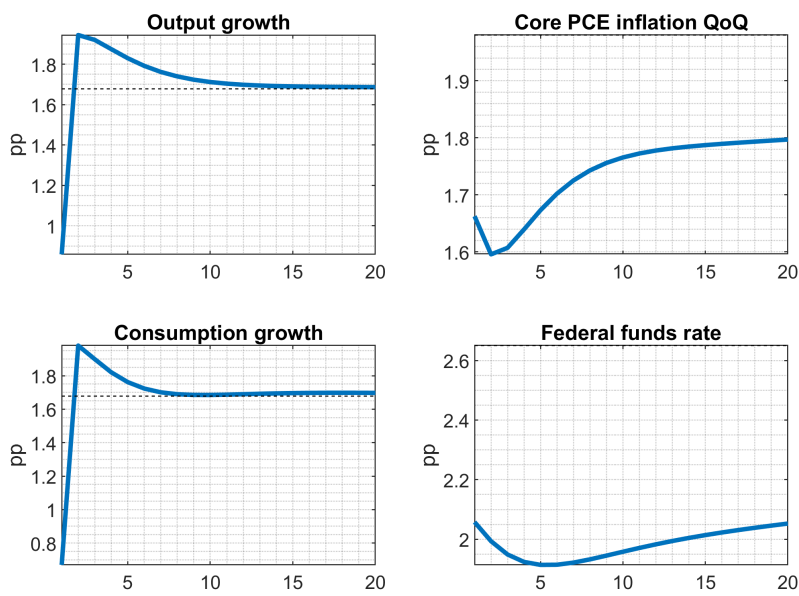 Output growth
pp
1.8
1.6
1.4
1.2
1
5 10 15 20
Core PCE inflation QoQ
pp
1.9
1.8
1.7
1.6
5 10 15 20
Consumption growth
pp
1.8
1.6
1.4
1.2
1
0.8
5 10 15 20
Federal funds rate
pp
2.6
2.4
2.2
2
5 10 15 20